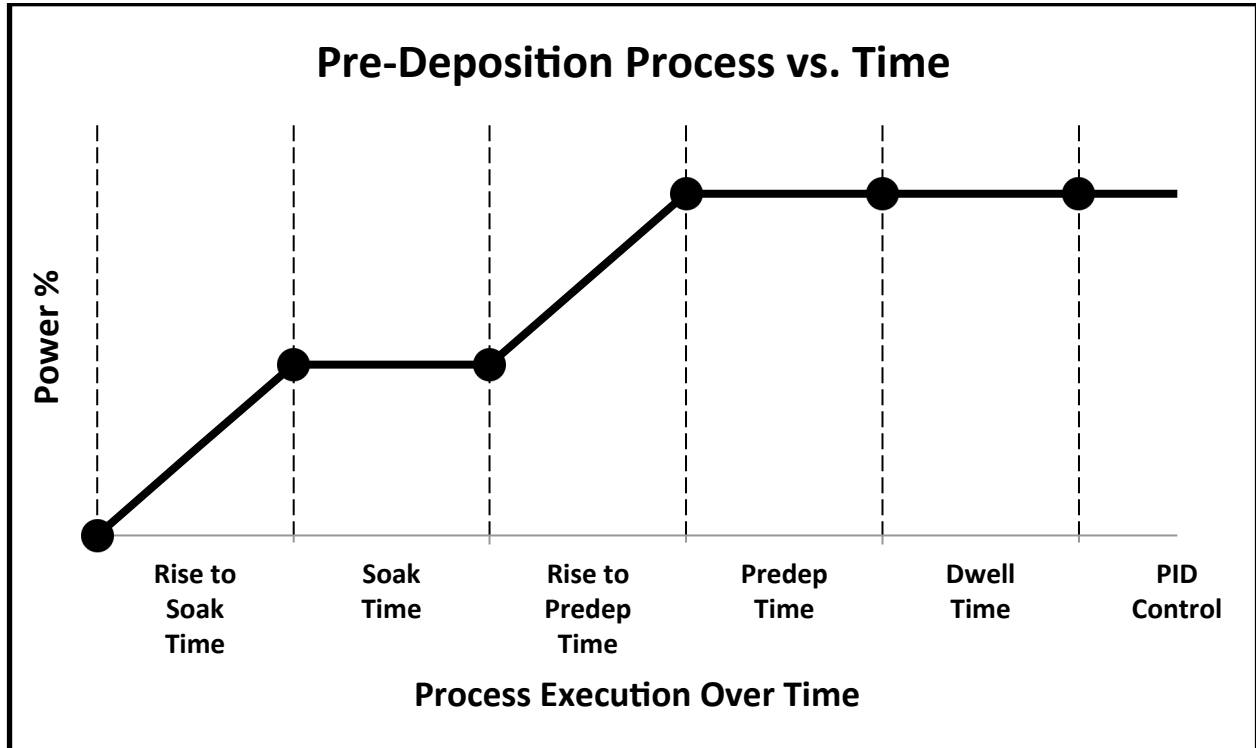 Pre-Deposition Process vs. Time
Power %
Rise to
Soak
Time
Soak
Time
Rise to
Predep
Time
Predep
Time
Dwell
Time
PID
Control
Process Execution Over Time